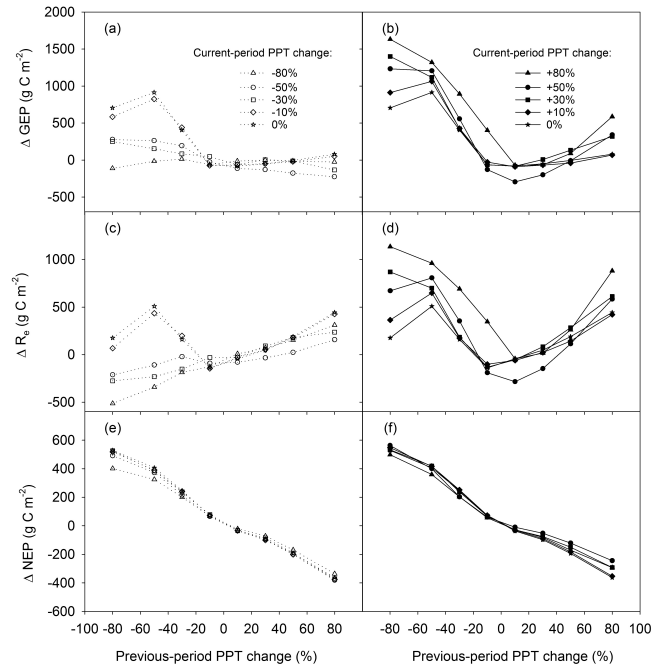 (a)
Current-period PPT change:
-80%
-50%
-30%
-10%
0%
(b)
Current-period PPT change:
+80%
+50%
+30%
+10%
0%
Δ GEP (g C m⁻²)
2000
1500
1000
500
0
-500
(c)
(d)
Δ Rₑ (g C m⁻²)
1000
500
0
-500
(e)
(f)
Δ NEP (g C m⁻²)
600
400
200
0
-200
-400
-600
-100 -80 -60 -40 -20 0 20 40 60 80
-80 -60 -40 -20 0 20 40 60 80 100
Previous-period PPT change (%)
Previous-period PPT change (%)